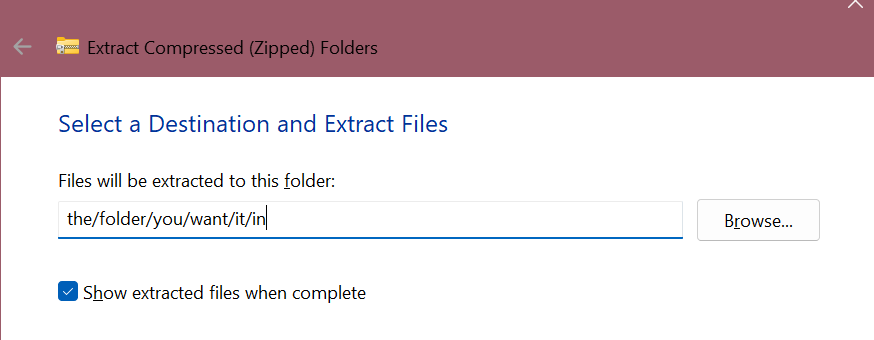 Extract Compressed (Zipped) Folders
Select a Destination and Extract Files
Files will be extracted to this folder:
the/folder/you/want/it/in
Browse...
Show extracted files when complete